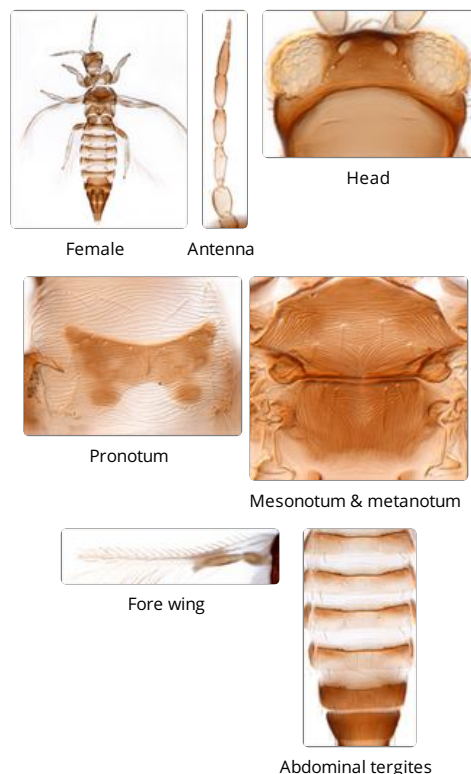 Female
Antenna
Head
Pronotum
Mesonotum & metanotum
Fore wing
Abdominal tergites